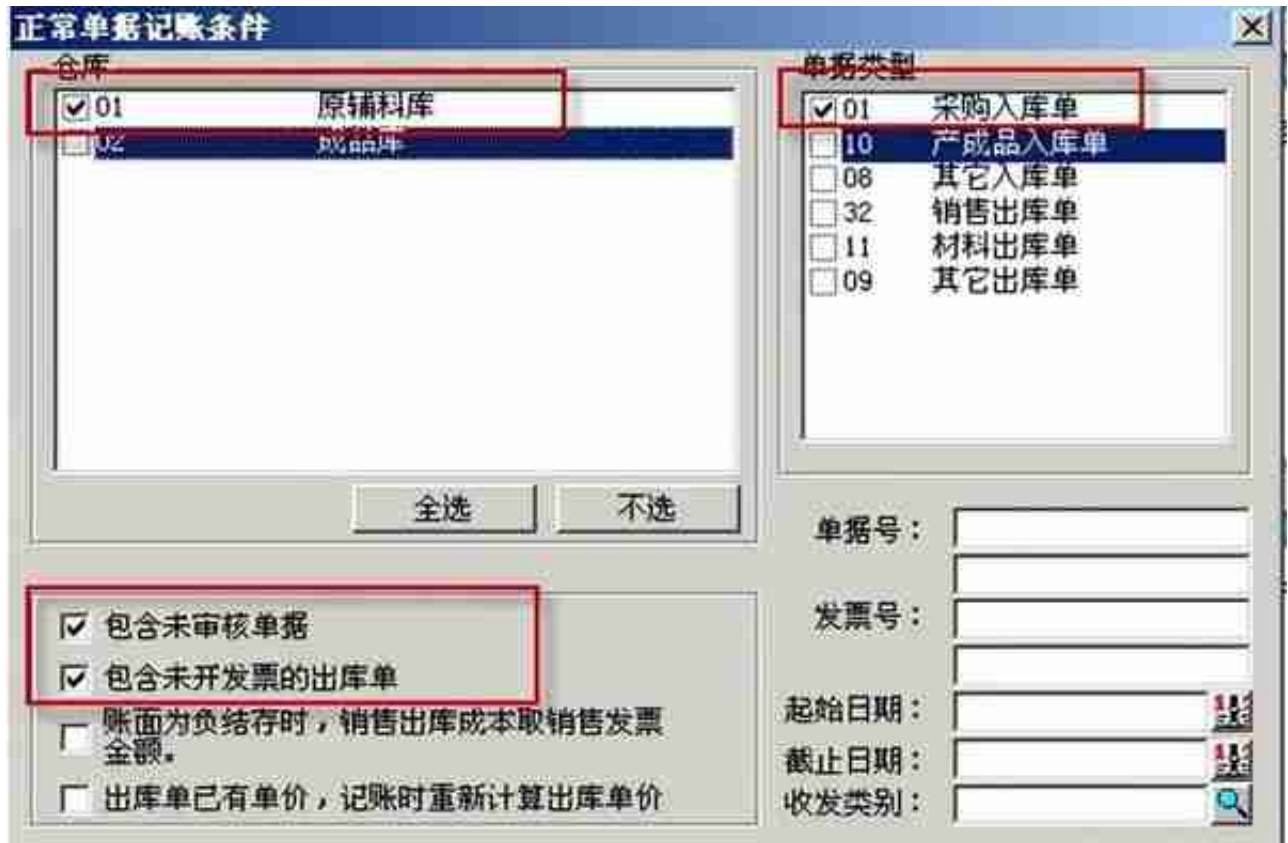 正常单据记账条件
仓库
01 原辅料库
02 成品库
全选 不选
包含未审核单据
包含未开发票的出库单
账面为负结存时，销售出库成本取销售发票
金额。
出库单已有单价，记账时重新计算出库单价
单据类型
01 采购入库单
10 产成品入库单
08 其它入库单
32 销售出库单
11 材料出库单
09 其它出库单
单据号：
发票号：
起始日期：
截止日期：
收发类别：